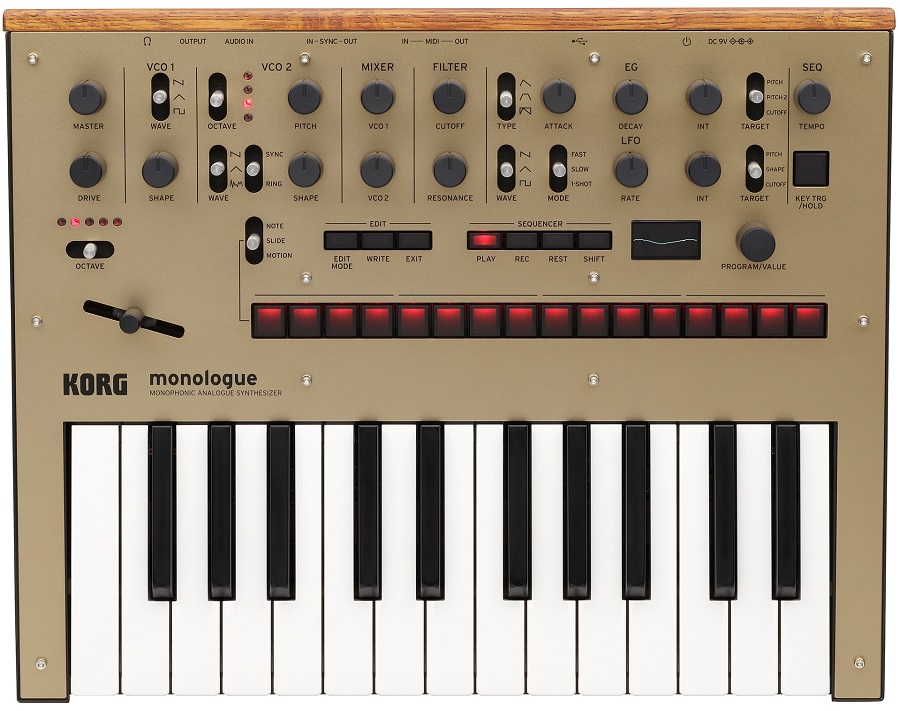 OUTPUT AUDIO IN IN-SYNC-OUT IN MIDI OUT DC 9V
VCO 1 VCO 2 MIXER FILTER EG SEQ
MASTER WAVE OCTAVE PITCH VCO 1 CUTOFF TYPE ATTACK DECAY INT TARGET TEMPO
PITCH
PITCH 2
CUTOFF
LFO
SYNC
RING
FAST
SLOW
1-SHOT
PITCH
SHAPE
CUTOFF
DRIVE SHAPE WAVE SHAPE VCO 2 RESONANCE WAVE MODE RATE INT TARGET KEY TRG
/HOLD
NOTE
SLIDE
MOTION
EDIT SEQUENCER
OCTAVE EDIT
MODE WRITE EXIT PLAY REC REST SHIFT PROGRAM/VALUE
KORG monologue
MONOPHONIC ANALOGUE SYNTHESIZER